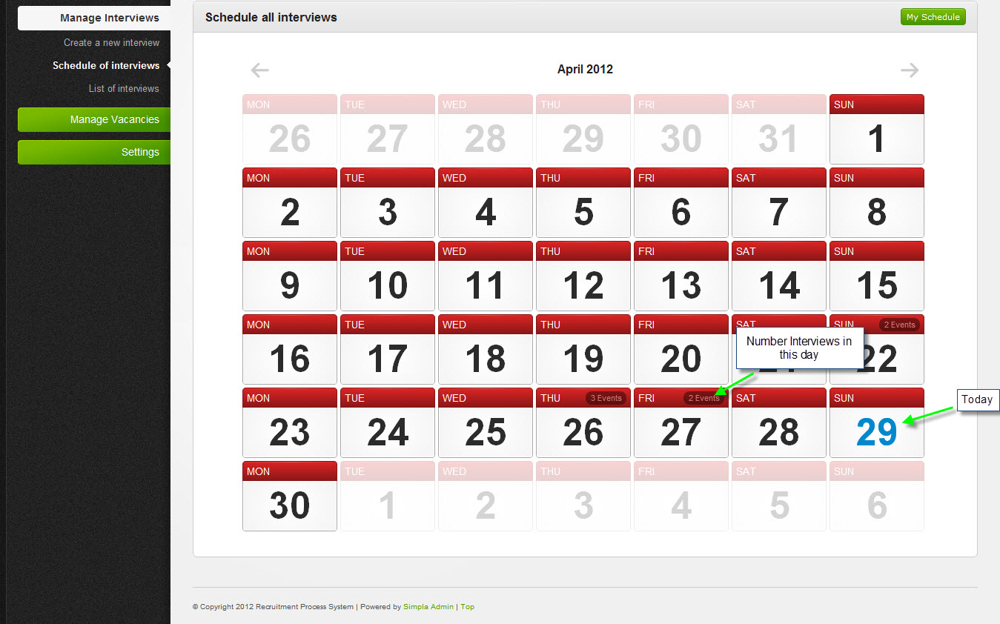 Manage Interviews
Create a new interview
Schedule of interviews
List of interviews
Manage Vacancies
Settings
Schedule all interviews
My Schedule
April 2012
MON TUE WED THU FRI SAT SUN
26 27 28 29 30 31 1
MON TUE WED THU FRI SAT SUN
2 3 4 5 6 7 8
MON TUE WED THU FRI SAT SUN
9 10 11 12 13 14 15
MON TUE WED THU FRI SAT SUN 2 Events
16 17 18 19 20 22
Number Interviews in
this day
MON TUE WED THU 3 Events FRI 2 Events SAT SUN
23 24 25 26 27 28 29
Today
MON TUE WED THU FRI SAT SUN
30 1 2 3 4 5 6
© Copyright 2012 Recruitment Process System | Powered by Simpla Admin | Top